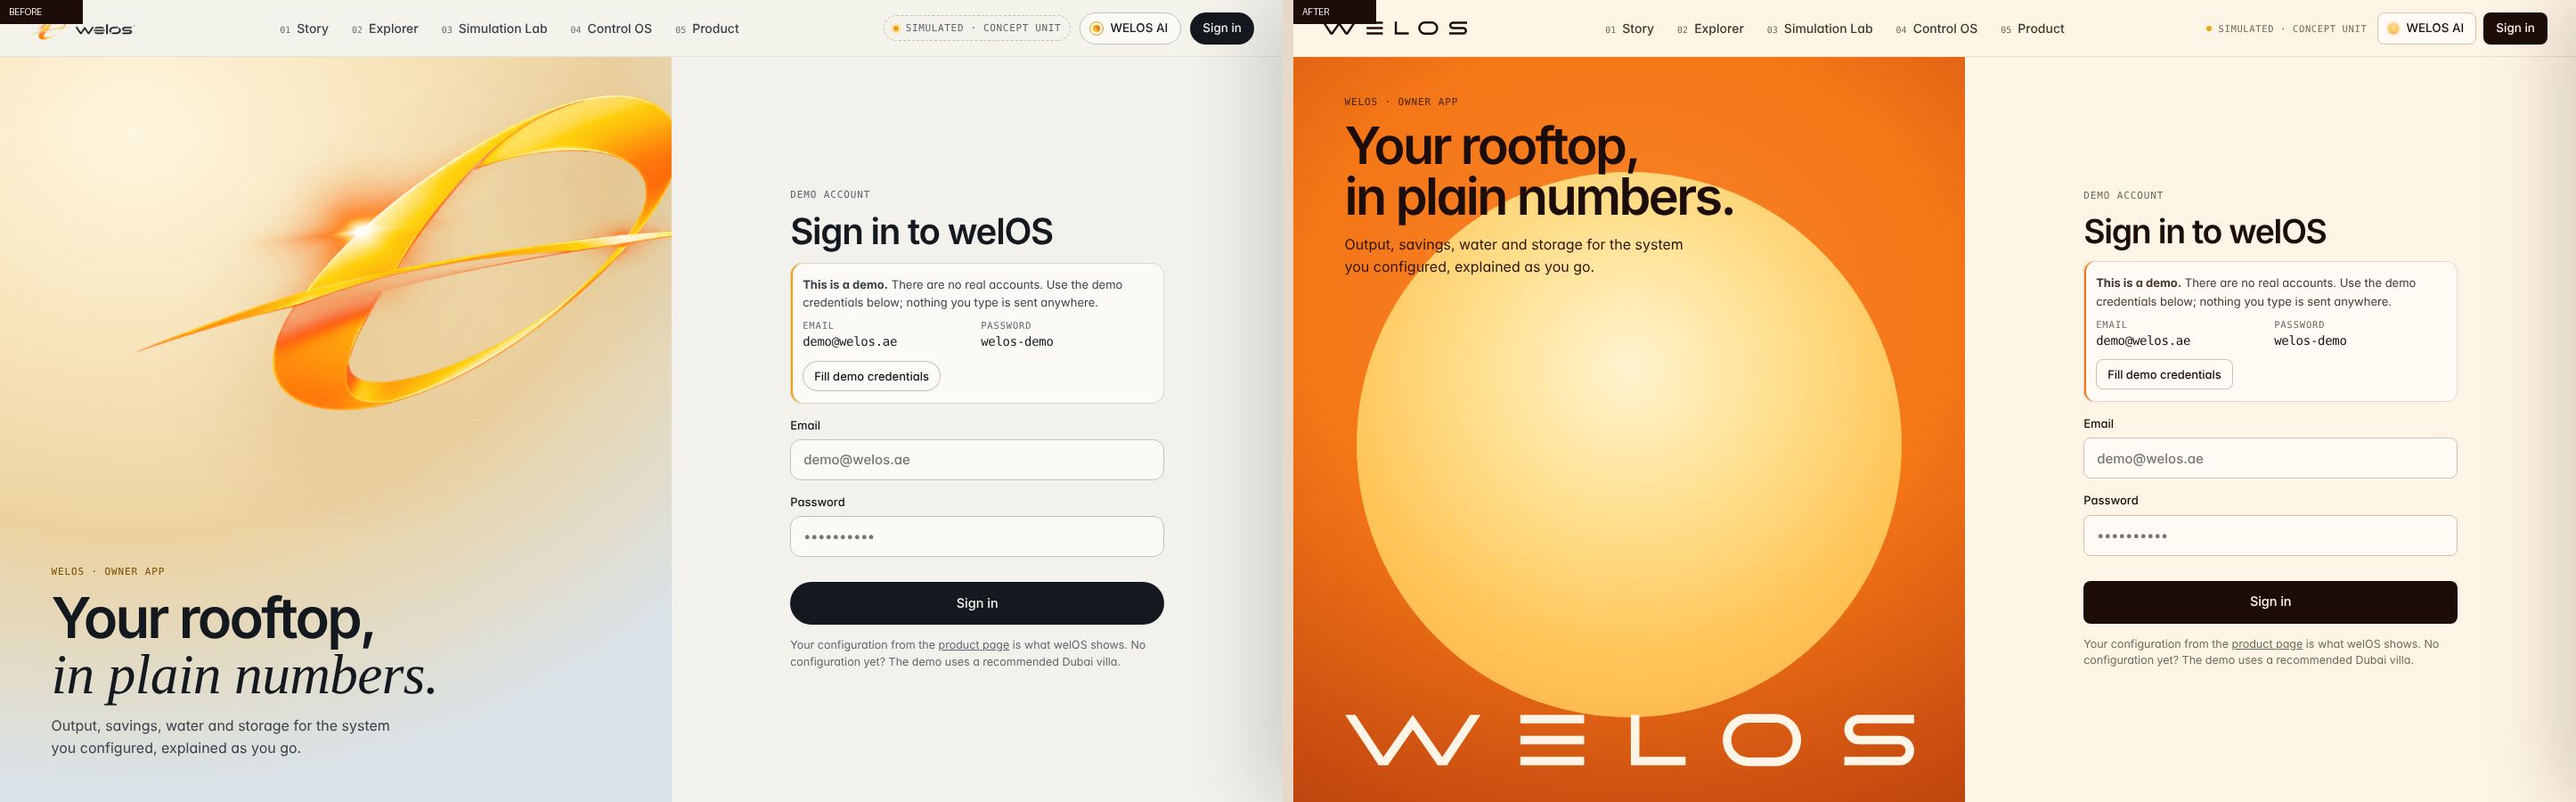 BEFORE
welos
01 Story 02 Explorer 03 Simulation Lab 04 Control OS 05 Product
SIMULATED · CONCEPT UNIT
WELOS AI
Sign in
WELOS · OWNER APP
Your rooftop,
in plain numbers.
Output, savings, water and storage for the system
you configured, explained as you go.
DEMO ACCOUNT
Sign in to welOS
This is a demo. There are no real accounts. Use the demo
credentials below; nothing you type is sent anywhere.
EMAIL PASSWORD
demo@welos.ae welos-demo
Fill demo credentials
Email
demo@welos.ae
Password
••••••••••
Sign in
Your configuration from the product page is what welOS shows. No
configuration yet? The demo uses a recommended Dubai villa.
AFTER
WELOS
01 Story 02 Explorer 03 Simulation Lab 04 Control OS 05 Product
SIMULATED · CONCEPT UNIT
WELOS AI
Sign in
WELOS · OWNER APP
Your rooftop,
in plain numbers.
Output, savings, water and storage for the system
you configured, explained as you go.
WELOS
DEMO ACCOUNT
Sign in to welOS
This is a demo. There are no real accounts. Use the demo
credentials below; nothing you type is sent anywhere.
EMAIL PASSWORD
demo@welos.ae welos-demo
Fill demo credentials
Email
demo@welos.ae
Password
••••••••••
Sign in
Your configuration from the product page is what welOS shows. No
configuration yet? The demo uses a recommended Dubai villa.